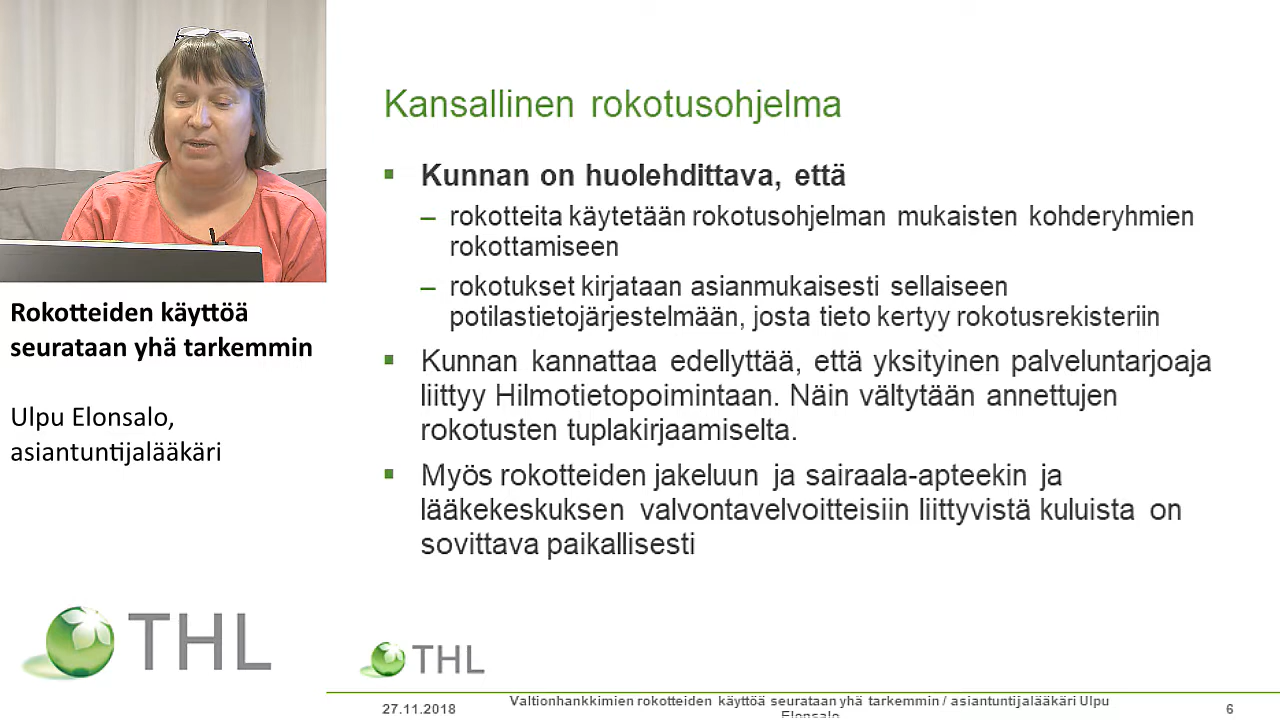 Kansallinen rokotusohjelma
Kunnan on huolehdittava, että
– rokotteita käytetään rokotusohjelman mukaisten kohderyhmien
rokottamiseen
– rokotukset kirjataan asianmukaisesti sellaiseen
potilastietojärjestelmään, josta tieto kertyy rokotusrekisteriin
Kunnan kannattaa edellyttää, että yksityinen palveluntarjoaja
liittyy Hilmotietopoimintaan. Näin vältytään annettujen
rokotusten tuplakirjaamiselta.
Myös rokotteiden jakeluun ja sairaala-apteekin ja
lääkekeskuksen valvontavelvoitteisiin liittyvistä kuluista on
sovittava paikallisesti
Rokotteiden käyttöä
seurataan yhä tarkemmin
Ulpu Elonsalo,
asiantuntijalääkäri
THL
THL
27.11.2018
Valtionhankkimien rokotteiden käyttöä seurataan yhä tarkemmin / asiantuntijalääkäri Ulpu
Elonsalo
6